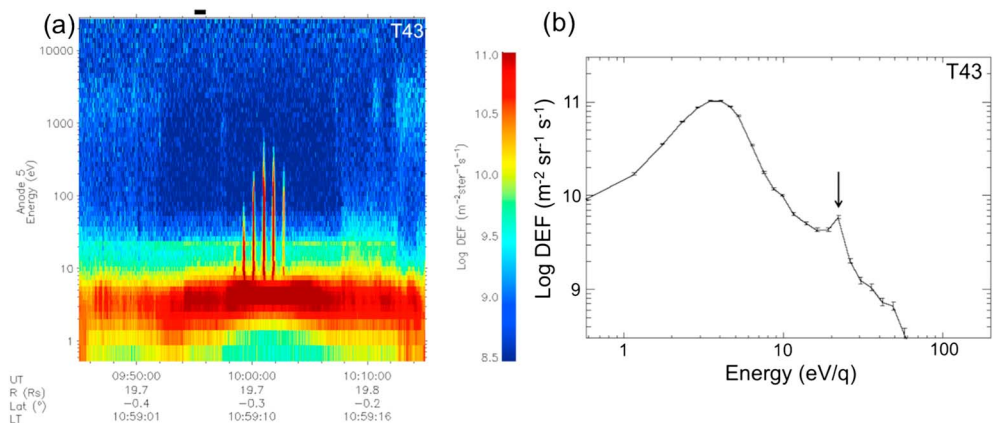 (a)
T43
10000
1000
100
10
1
Anode 5
Energy (eV)
UT 09:50:00 10:00:00 10:10:00
R (Rs) 19.7 19.7 19.8
Lat (°) −0.4 −0.3 −0.2
LT 10:59:01 10:59:10 10:59:16
11.0
10.5
10.0
9.5
9.0
8.5
Log DEF (m⁻²ster⁻¹s⁻¹)
(b)
T43
11
10
9
Log DEF (m⁻² sr⁻¹ s⁻¹)
1 10 100
Energy (eV/q)